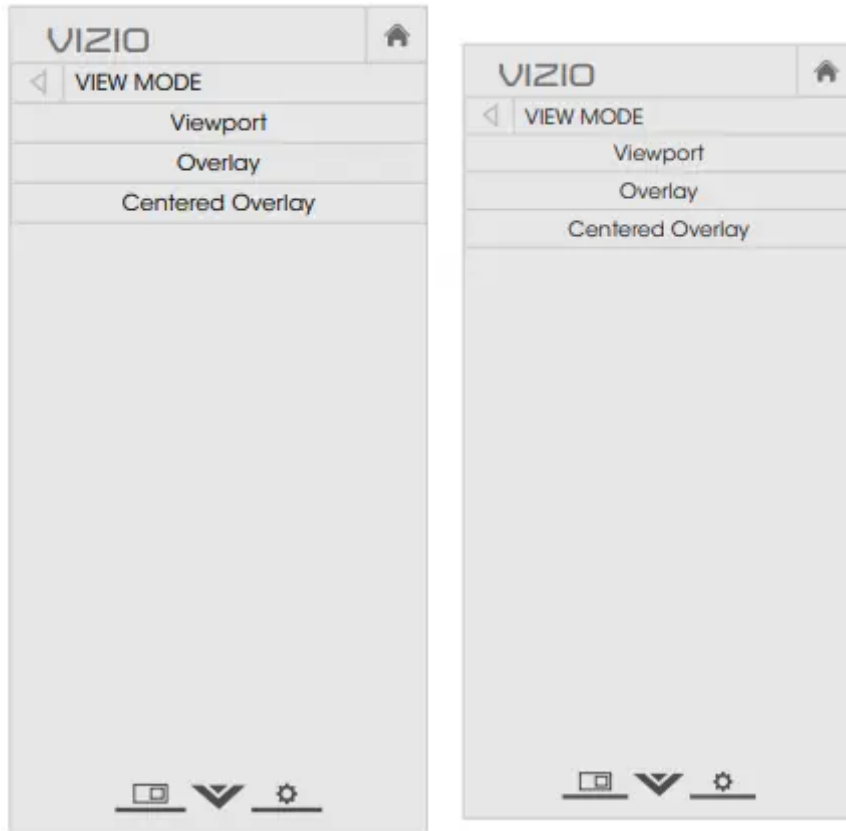 VIZIO
VIEW MODE
Viewport
Overlay
Centered Overlay
VIZIO
VIEW MODE
Viewport
Overlay
Centered Overlay